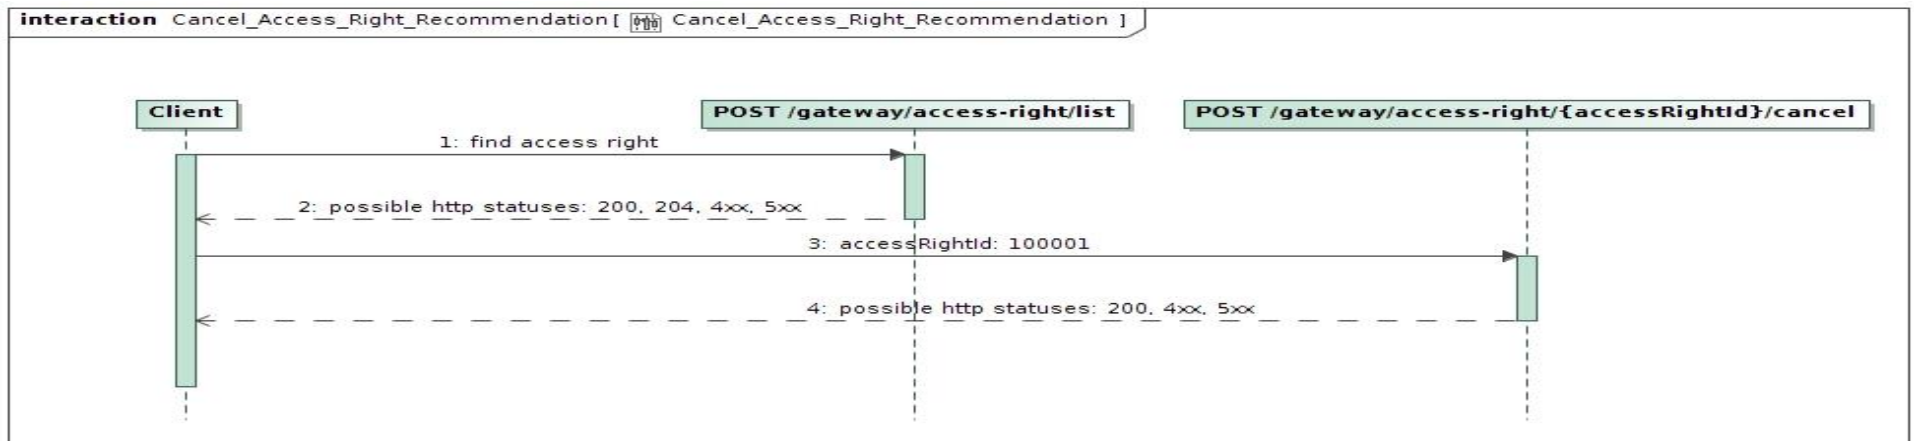 interaction Cancel_Access_Right_Recommendation[ Cancel_Access_Right_Recommendation ]
Client
POST /gateway/access-right/list
POST /gateway/access-right/{accessRightId}/cancel
1: find access right
2: possible http statuses: 200, 204, 4xx, 5xx
3: accessRightId: 100001
4: possible http statuses: 200, 4xx, 5xx